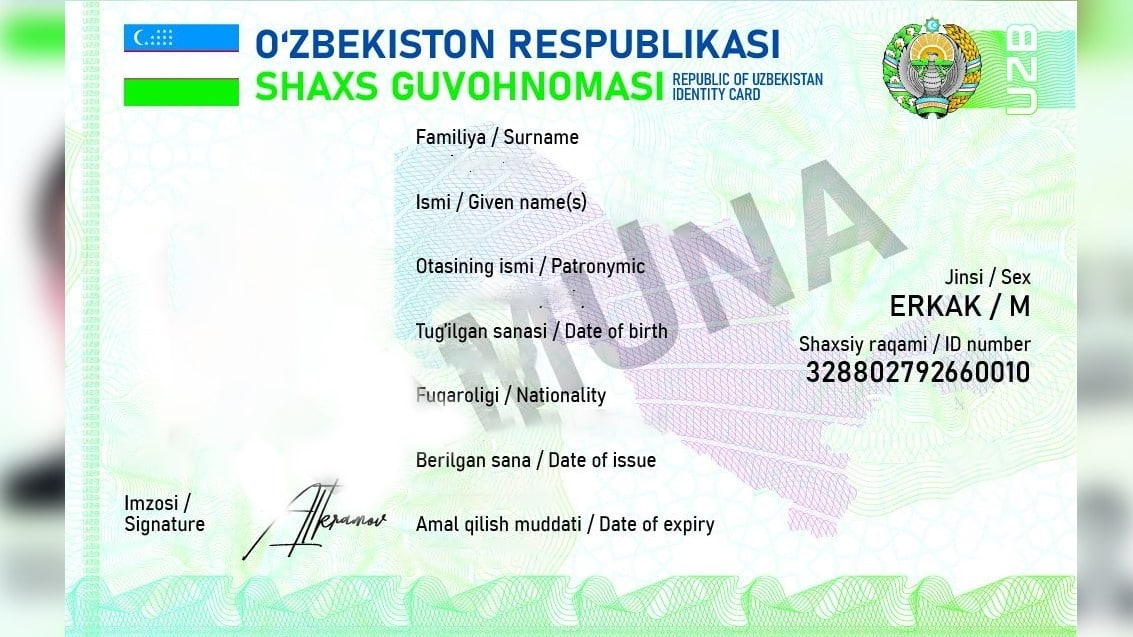 O‘ZBEKISTON RESPUBLIKASI
SHAXS GUVOHNOMASI
REPUBLIC OF UZBEKISTAN
IDENTITY CARD
UZB
Familiya / Surname
Ismi / Given name(s)
Otasining ismi / Patronymic
Tug‘ilgan sanasi / Date of birth
Fuqaroligi / Nationality
Berilgan sana / Date of issue
Amal qilish muddati / Date of expiry
Jinsi / Sex
ERKAK / M
Shaxsiy raqami / ID number
328802792660010
Imzosi /
Signature
Akramov